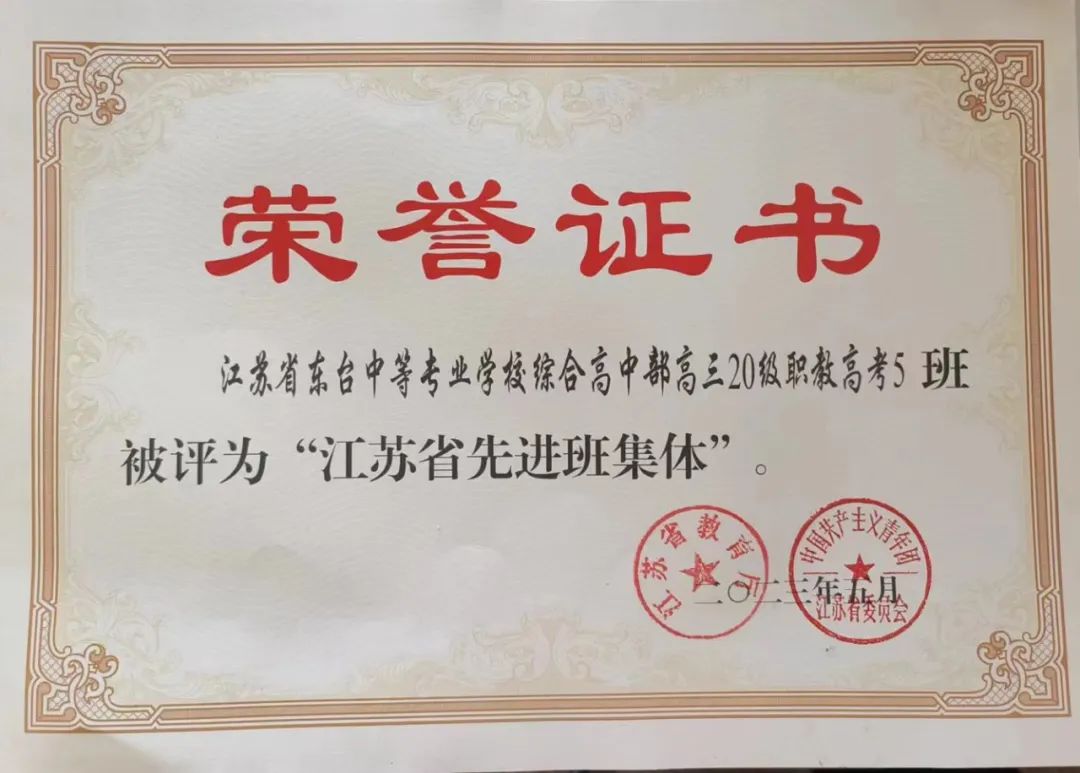 荣誉证书
江苏省东台中等专业学校综合高中部高三20级职教高考5 班
被评为“江苏省先进班集体”。
江苏省教育厅
中国共产主义青年团
江苏省委员会
二〇二三年五月